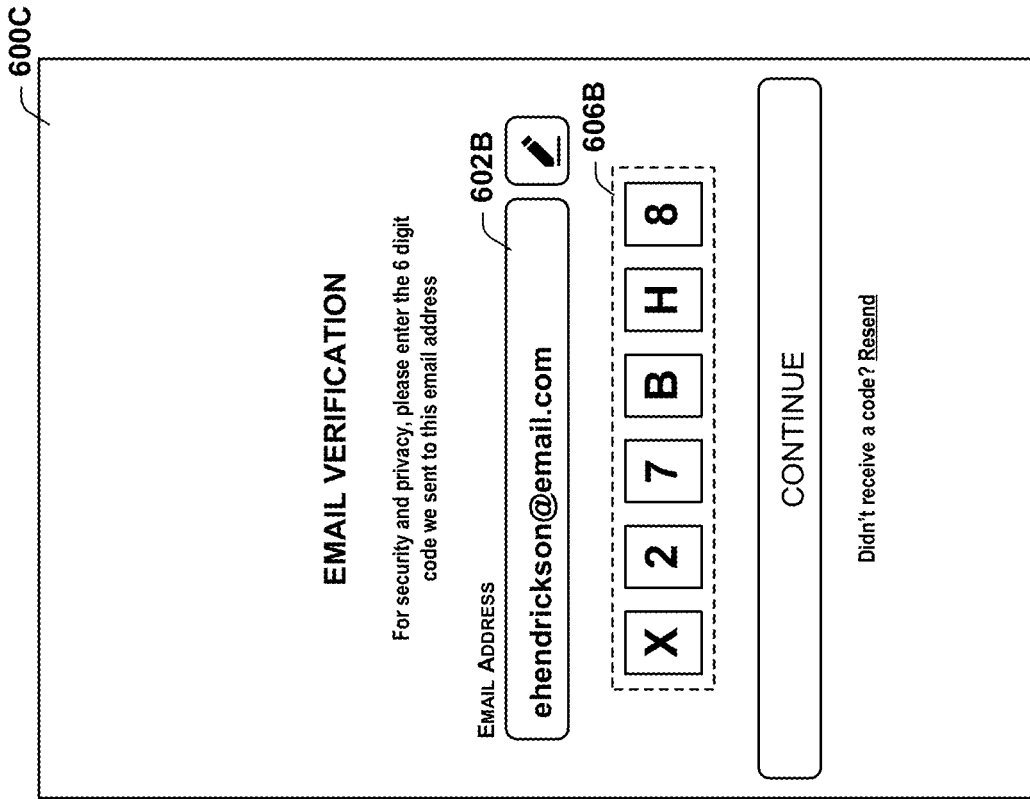 600C
EMAIL VERIFICATION
For security and privacy, please enter the 6 digit
code we sent to this email address
EMAIL ADDRESS
602B
ehendrickson@email.com
606B
X 2 7 B H 8
CONTINUE
Didn't receive a code? Resend